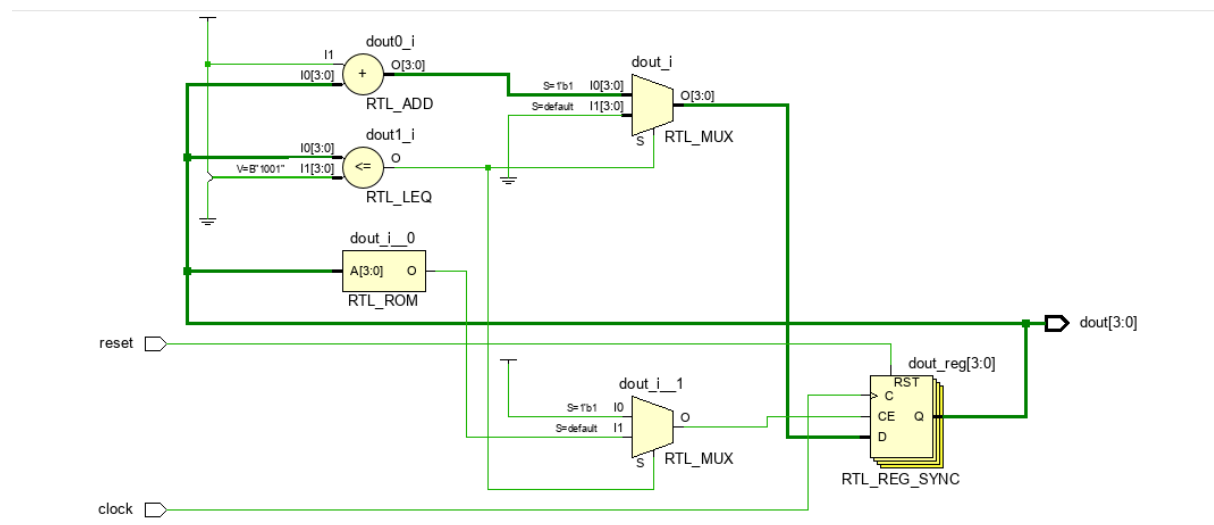 dout0_i
I1
I0[3:0]
+
O[3:0]
RTL_ADD
dout_i
S=1'b1
I0[3:0]
S=default
I1[3:0]
O[3:0]
S
RTL_MUX
dout1_i
I0[3:0]
V=B"1001"
I1[3:0]
<=
O
RTL_LEQ
dout_i__0
A[3:0]
O
RTL_ROM
reset
dout[3:0]
dout_i__1
S=1'b1
I0
S=default
I1
O
S
RTL_MUX
dout_reg[3:0]
RST
C
CE
Q
D
RTL_REG_SYNC
clock